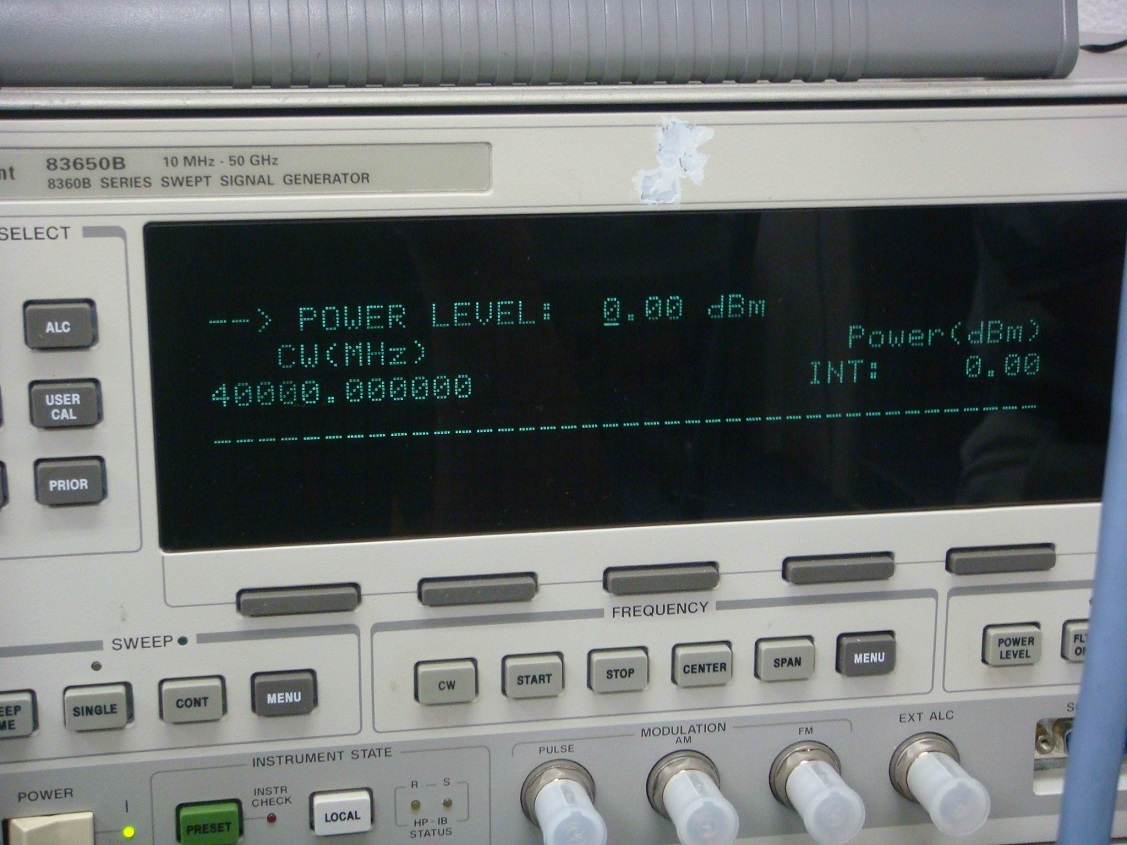 83650B 10 MHz - 50 GHz
8360B SERIES SWEPT SIGNAL GENERATOR
SELECT
ALC
USER
CAL
PRIOR
--> POWER LEVEL: 0.00 dBm
Power(dBm)
CW(MHz)
INT: 0.00
40000.000000
SWEEP
SINGLE
CONT
MENU
FREQUENCY
CW
START
STOP
CENTER
SPAN
MENU
POWER
LEVEL
INSTRUMENT STATE
POWER
PRESET
INSTR
CHECK
LOCAL
R S
HP-IB
STATUS
MODULATION
PULSE
AM
FM
EXT ALC